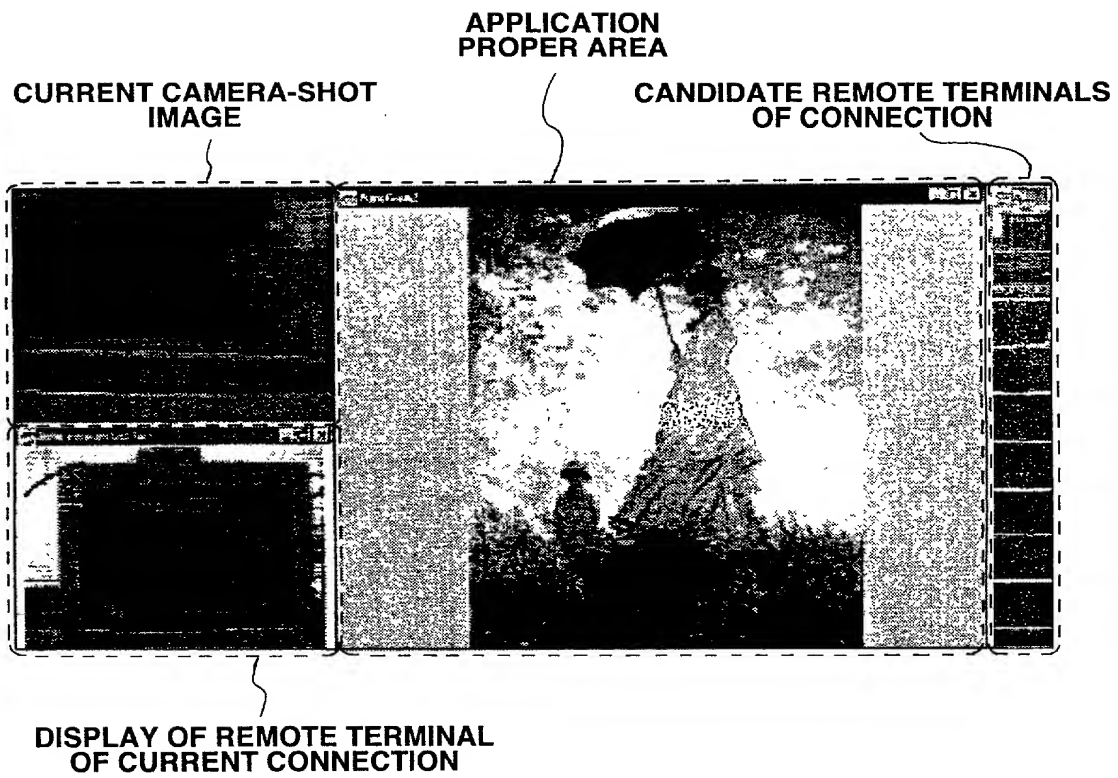 APPLICATION
PROPER AREA
CURRENT CAMERA-SHOT
IMAGE
CANDIDATE REMOTE TERMINALS
OF CONNECTION
DISPLAY OF REMOTE TERMINAL
OF CURRENT CONNECTION